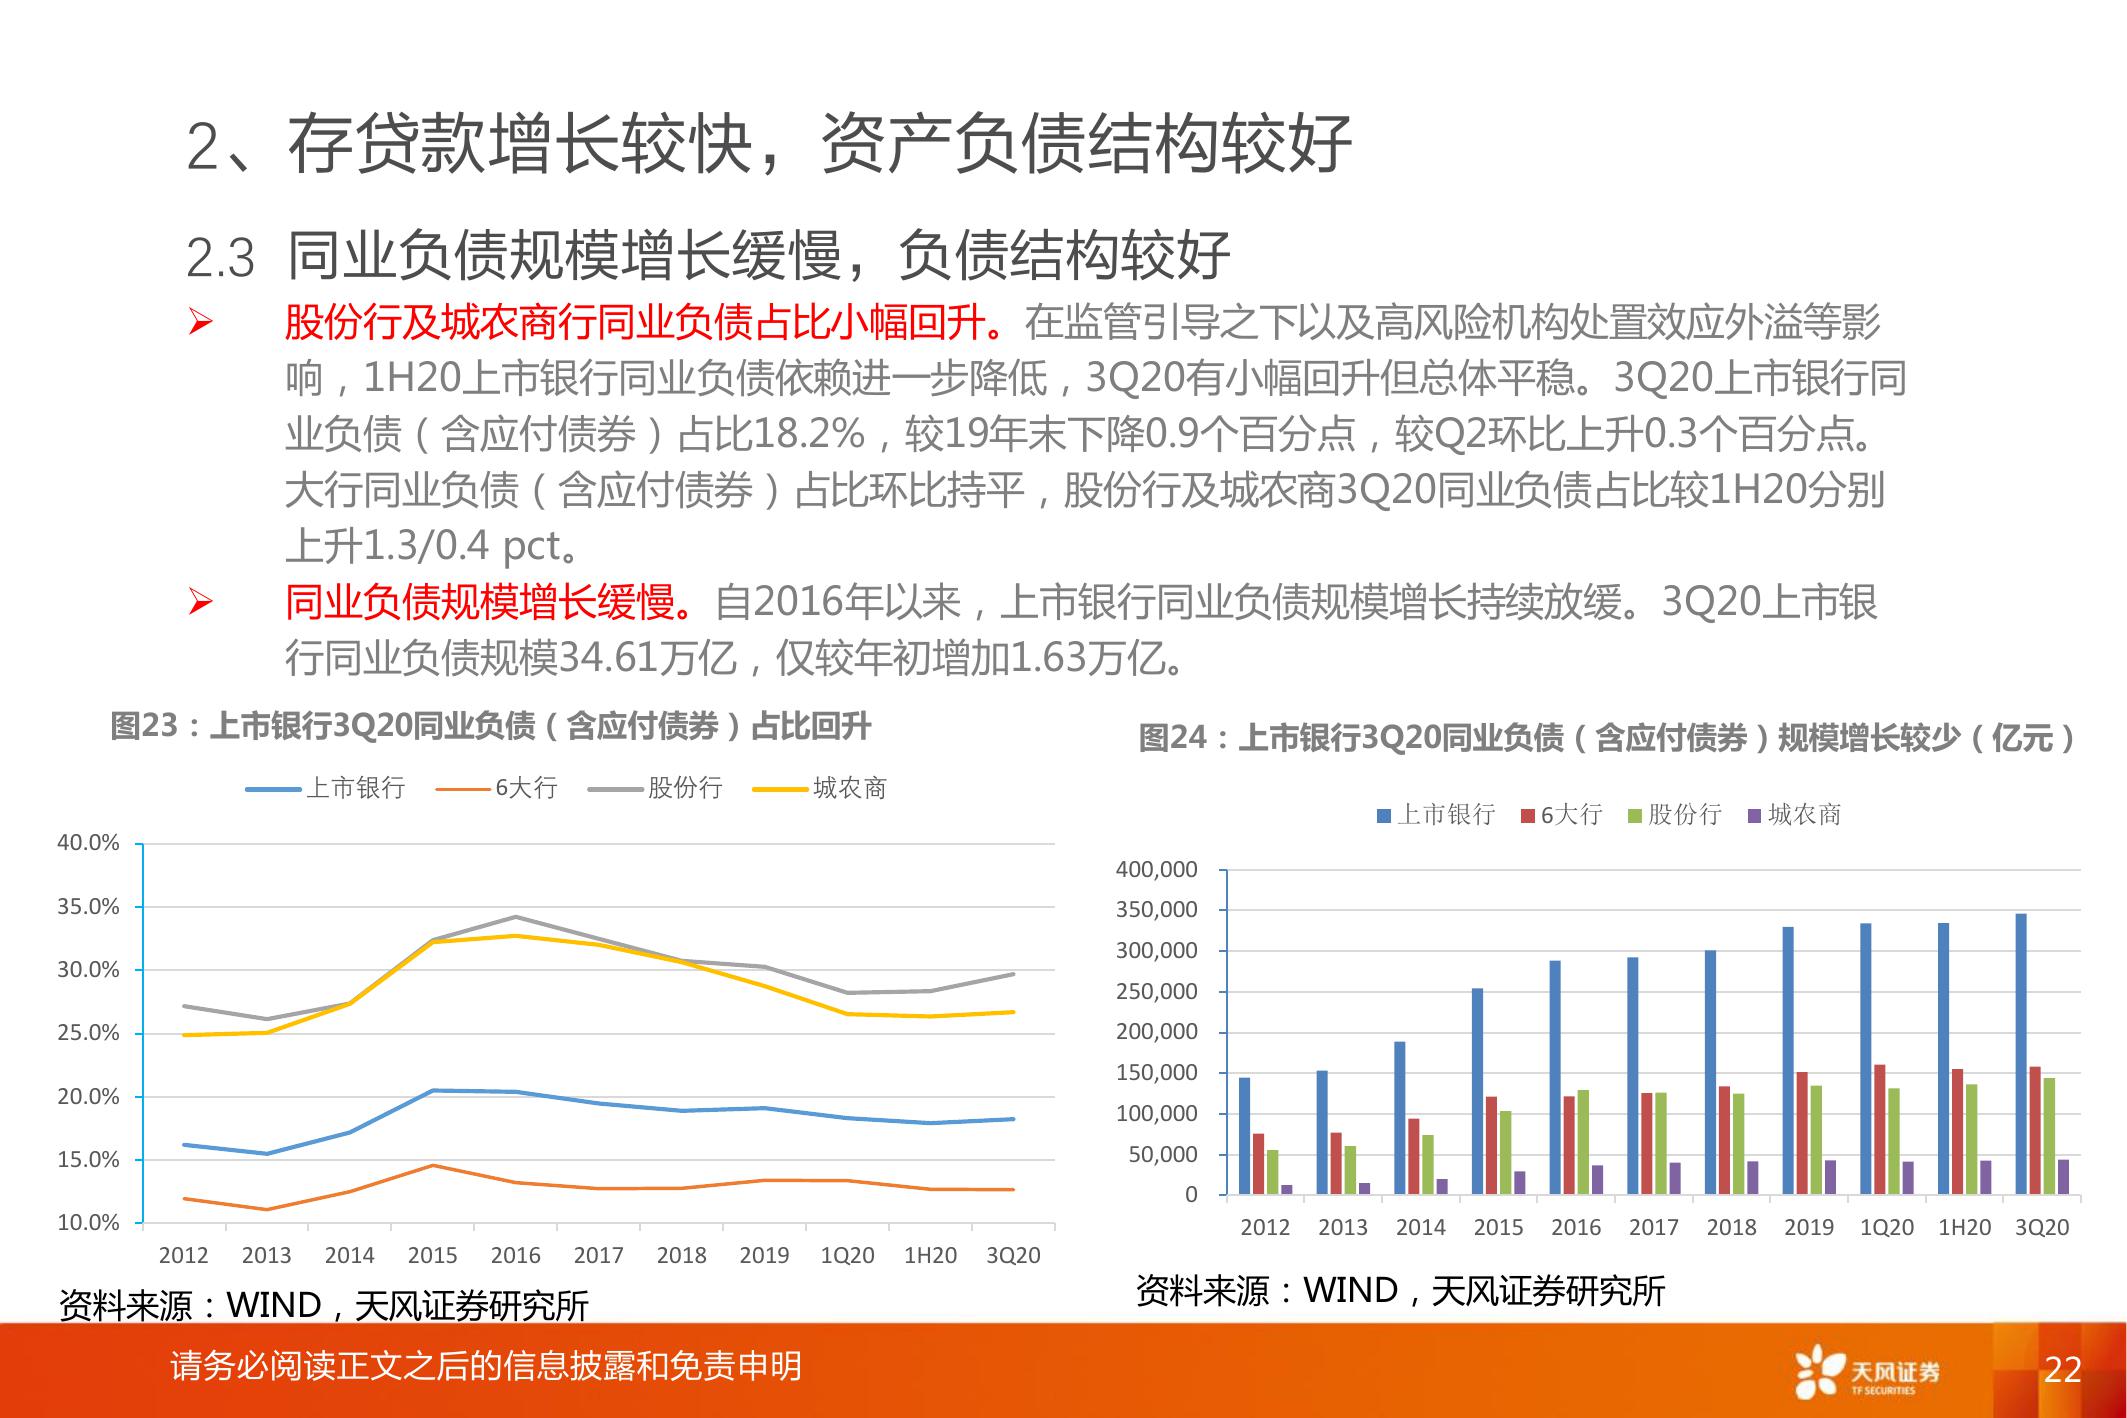 2、存贷款增长较快，资产负债结构较好
2.3 同业负债规模增长缓慢，负债结构较好
➢ 股份行及城农商行同业负债占比小幅回升。在监管引导之下以及高风险机构处置效应外溢等影
响，1H20上市银行同业负债依赖进一步降低，3Q20有小幅回升但总体平稳。3Q20上市银行同
业负债（含应付债券）占比18.2%，较19年末下降0.9个百分点，较Q2环比上升0.3个百分点。
大行同业负债（含应付债券）占比环比持平，股份行及城农商3Q20同业负债占比较1H20分别
上升1.3/0.4 pct。
➢ 同业负债规模增长缓慢。自2016年以来，上市银行同业负债规模增长持续放缓。3Q20上市银
行同业负债规模34.61万亿，仅较年初增加1.63万亿。
图23：上市银行3Q20同业负债（含应付债券）占比回升
上市银行 6大行 股份行 城农商
40.0%
35.0%
30.0%
25.0%
20.0%
15.0%
10.0%
2012 2013 2014 2015 2016 2017 2018 2019 1Q20 1H20 3Q20
资料来源：WIND，天风证券研究所
图24：上市银行3Q20同业负债（含应付债券）规模增长较少（亿元）
上市银行 6大行 股份行 城农商
400,000
350,000
300,000
250,000
200,000
150,000
100,000
50,000
0
2012 2013 2014 2015 2016 2017 2018 2019 1Q20 1H20 3Q20
资料来源：WIND，天风证券研究所
请务必阅读正文之后的信息披露和免责申明
天风证券
TF SECURITIES
22